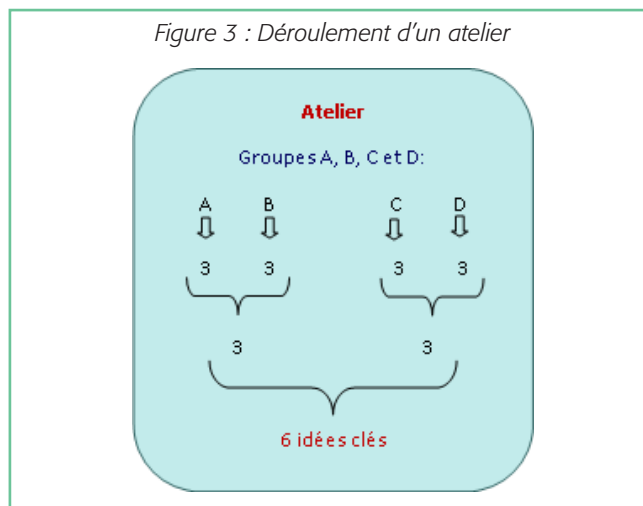 Figure 3 : Déroulement d'un atelier
Atelier
Groupes A, B, C et D:
A B C D
3 3 3 3
3 3
6 idées clés